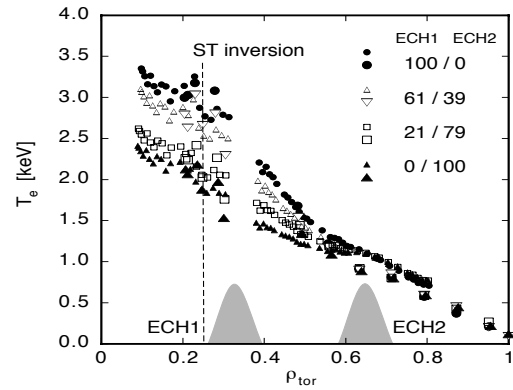 4.0
3.5
3.0
2.5
2.0
1.5
1.0
0.5
0.0
T_e [keV]
ST inversion
ECH1 ECH2
100 / 0
61 / 39
21 / 79
0 / 100
ECH1
ECH2
0 0.2 0.4 0.6 0.8 1
ρ_tor